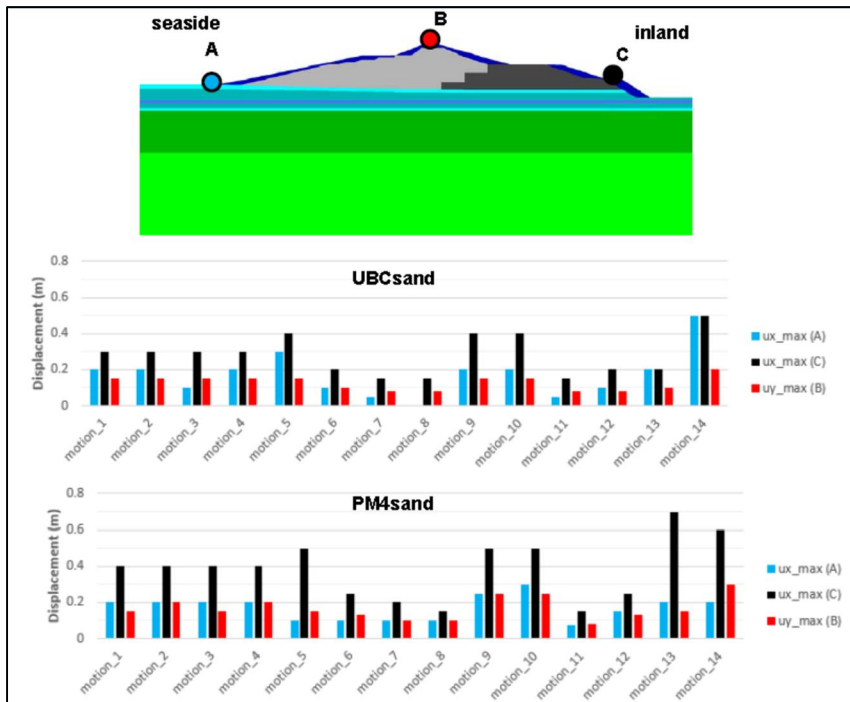 seaside
B
inland
A
C
UBCsand
Displacement (m)
0.8
0.6
0.4
0.2
0
ux_max (A)
ux_max (C)
uy_max (B)
motion_1
motion_2
motion_3
motion_4
motion_5
motion_6
motion_7
motion_8
motion_9
motion_10
motion_11
motion_12
motion_13
motion_14
PM4sand
Displacement (m)
0.8
0.6
0.4
0.2
0
ux_max (A)
ux_max (C)
uy_max (B)
motion_1
motion_2
motion_3
motion_4
motion_5
motion_6
motion_7
motion_8
motion_9
motion_10
motion_11
motion_12
motion_13
motion_14